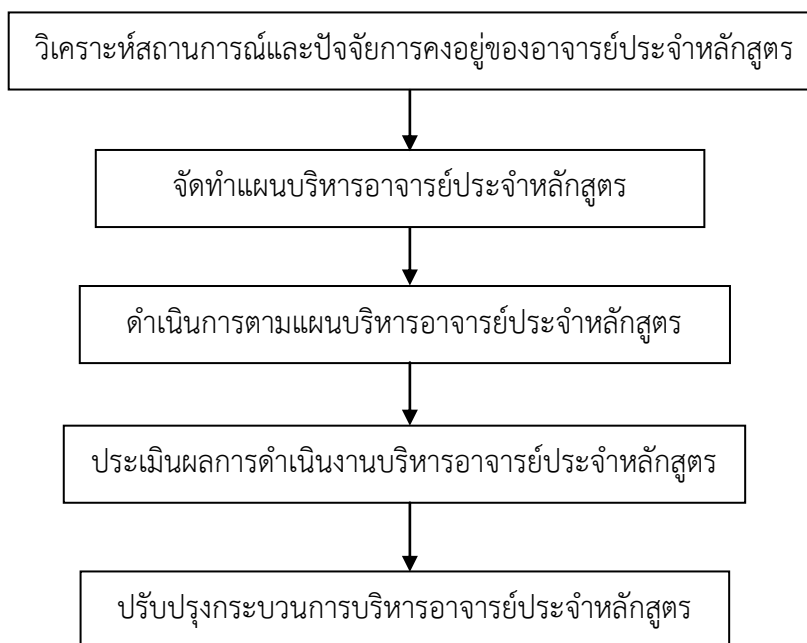 วิเคราะห์สถานการณ์และปัจจัยการคงอยู่ของอาจารย์ประจำหลักสูตร
จัดทำแผนบริหารอาจารย์ประจำหลักสูตร
ดำเนินการตามแผนบริหารอาจารย์ประจำหลักสูตร
ประเมินผลการดำเนินงานบริหารอาจารย์ประจำหลักสูตร
ปรับปรุงกระบวนการบริหารอาจารย์ประจำหลักสูตร